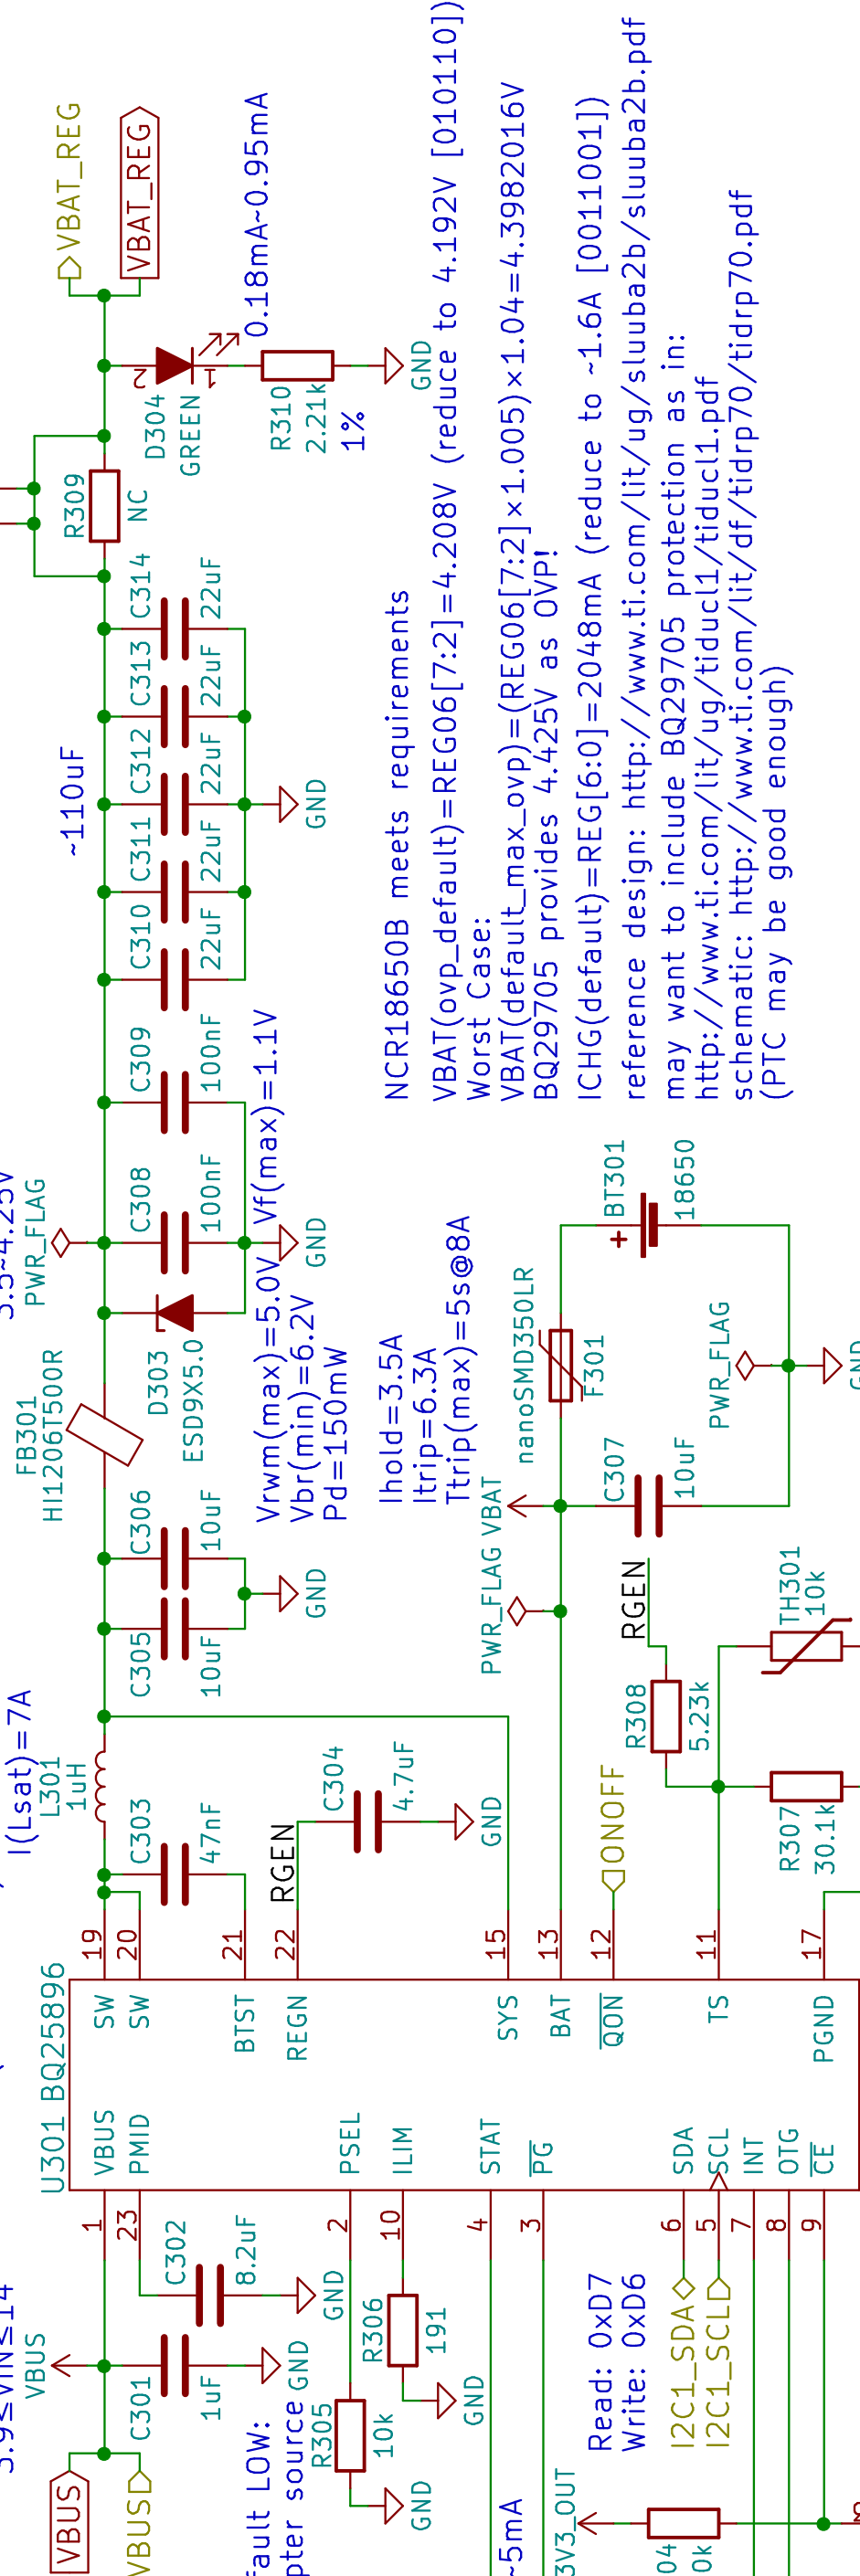 VBUS
VBUS
VBUS
C301
1uF
GND
C302
8.2uF
GND
fault LOW:
pter source
R305
10k
GND
R306
191
GND
~5mA
3V3_OUT
Read: 0xD7
Write: 0xD6
I2C1_SDA
I2C1_SCL
04
0k
U301 BQ25896
1
VBUS
23
PMID
2
PSEL
10
ILIM
4
STAT
3
PG
6
SDA
5
SCL
7
INT
8
OTG
9
CE
SW
19
SW
20
BTST
21
REGN
22
SYS
15
BAT
13
QON
12
TS
11
PGND
17
I(Lsat)=7A
L301
1uH
C303
47nF
RGEN
C304
4.7uF
GND
ONOFF
R307
30.1k
R308
5.23k
RGEN
TH301
10k
C305
10uF
C306
10uF
GND
FB301
HI1206T500R
3.5~4.25V
PWR_FLAG
D303
ESD9X5.0
Vrwm(max)=5.0V Vf(max)=1.1V
Vbr(min)=6.2V
Pd=150mW
C308
100nF
GND
C309
100nF
Ihold=3.5A
Itrip=6.3A
Ttrip(max)=5s@8A
PWR_FLAG
VBAT
nanoSMD350LR
F301
C307
10uF
PWR_FLAG
BT301
18650
~110uF
C310
22uF
C311
22uF
C312
22uF
C313
22uF
C314
22uF
GND
R309
NC
D304
GREEN
2
1
R310
2.21k
1%
GND
0.18mA~0.95mA
VBAT_REG
VBAT_REG
NCR18650B meets requirements
VBAT(ovp_default)=REG06[7:2]=4.208V (reduce to 4.192V [010110])
Worst Case:
VBAT(default_max_ovp)=(REG06[7:2]×1.005)×1.04=4.3982016V
BQ29705 provides 4.425V as OVP!
ICHG(default)=REG[6:0]=2048mA (reduce to ~1.6A [0011001])
reference design: http://www.ti.com/lit/ug/sluuba2b/sluuba2b.pdf
may want to include BQ29705 protection as in:
http://www.ti.com/lit/ug/tiducl1/tiducl1.pdf
schematic: http://www.ti.com/lit/df/tidrp70/tidrp70.pdf
(PTC may be good enough)